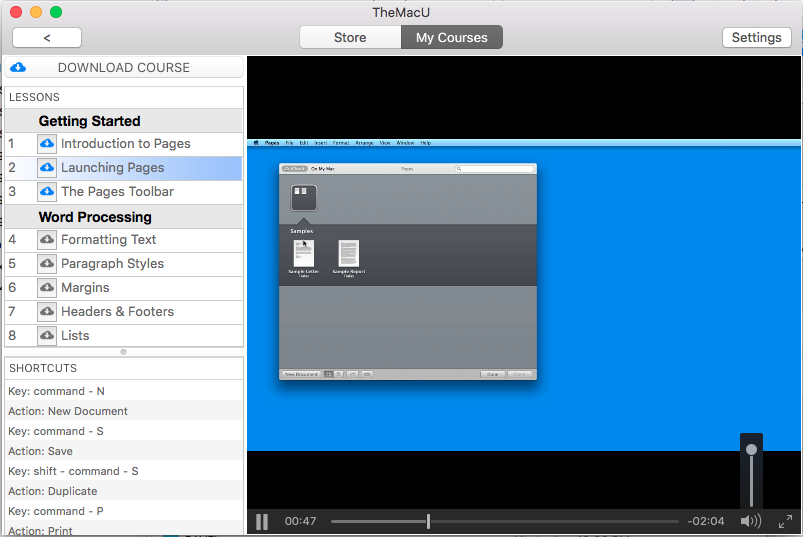 TheMacU
<
Store
My Courses
Settings
DOWNLOAD COURSE
LESSONS
Getting Started
1 Introduction to Pages
2 Launching Pages
3 The Pages Toolbar
Word Processing
4 Formatting Text
5 Paragraph Styles
6 Margins
7 Headers & Footers
8 Lists
SHORTCUTS
Key: command - N
Action: New Document
Key: command - S
Action: Save
Key: shift - command - S
Action: Duplicate
Key: command - P
Action: Print
Pages File Edit Insert Format Arrange View Window Help
iCloud On My Mac Pages
Samples
Sample Letter Sample Report
Today Today
New Document Done
00:47 -02:04